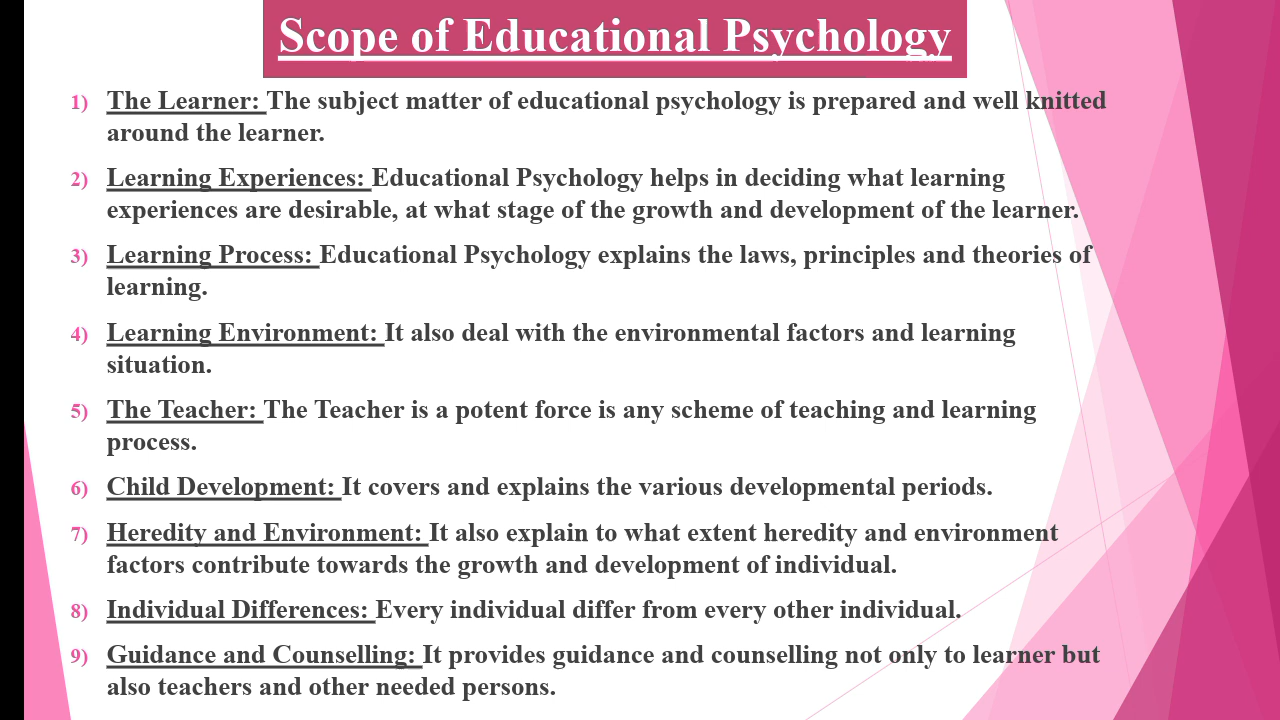 Scope of Educational Psychology
1) The Learner: The subject matter of educational psychology is prepared and well knitted
around the learner.
2) Learning Experiences: Educational Psychology helps in deciding what learning
experiences are desirable, at what stage of the growth and development of the learner.
3) Learning Process: Educational Psychology explains the laws, principles and theories of
learning.
4) Learning Environment: It also deal with the environmental factors and learning
situation.
5) The Teacher: The Teacher is a potent force is any scheme of teaching and learning
process.
6) Child Development: It covers and explains the various developmental periods.
7) Heredity and Environment: It also explain to what extent heredity and environment
factors contribute towards the growth and development of individual.
8) Individual Differences: Every individual differ from every other individual.
9) Guidance and Counselling: It provides guidance and counselling not only to learner but
also teachers and other needed persons.